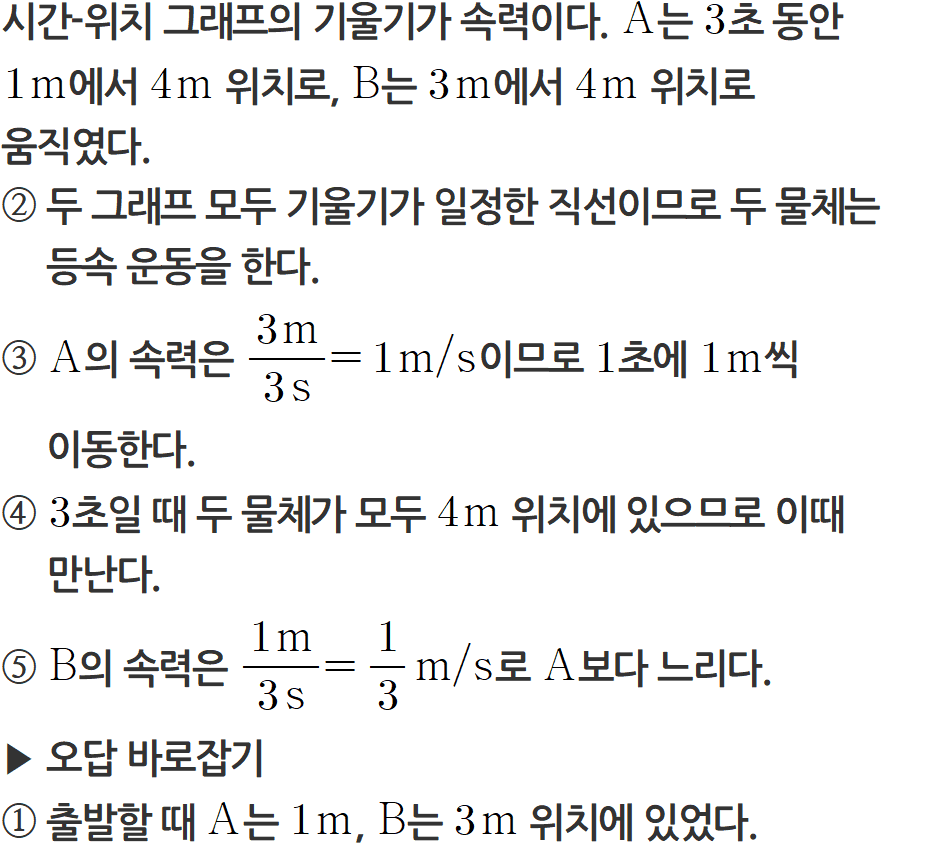 시간-위치 그래프의 기울기가 속력이다. A는 3초 동안
1m에서 4m 위치로, B는 3m에서 4m 위치로
움직였다.
② 두 그래프 모두 기울기가 일정한 직선이므로 두 물체는
등속 운동을 한다.
③ A의 속력은 3m/3s = 1m/s이므로 1초에 1m씩
이동한다.
④ 3초일 때 두 물체가 모두 4m 위치에 있으므로 이때
만난다.
⑤ B의 속력은 1m/3s = 1/3 m/s로 A보다 느리다.
▶ 오답 바로잡기
① 출발할 때 A는 1m, B는 3m 위치에 있었다.